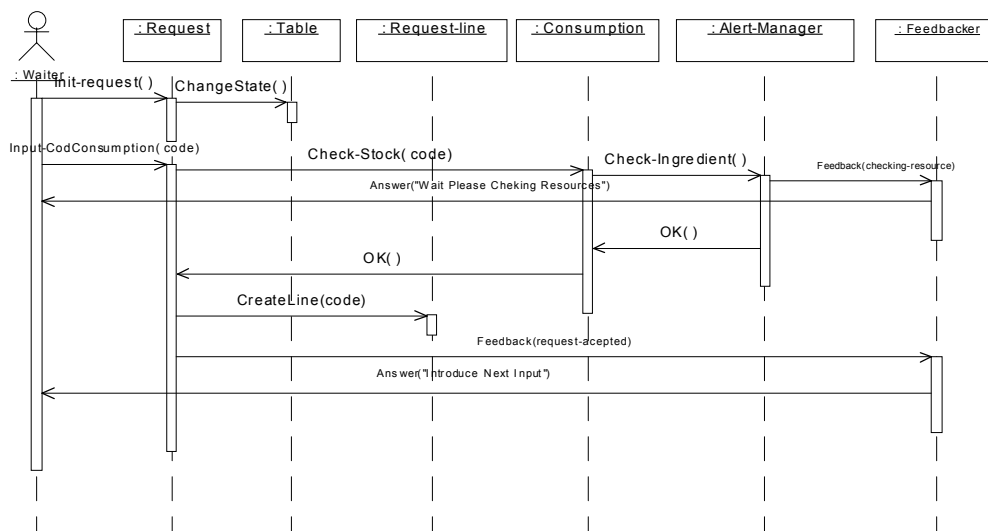 : Request
: Table
: Request-line
: Consumption
: Alert-Manager
: Feedbacker
: Waiter
Init-request( )
ChangeState( )
Input-CodConsumption( code)
Check-Stock( code)
Check-Ingredient( )
Feedback(checking-resource)
Answer("Wait Please Cheking Resources")
OK( )
OK( )
CreateLine(code)
Feedback(request-acepted)
Answer("Introduce Next Input")